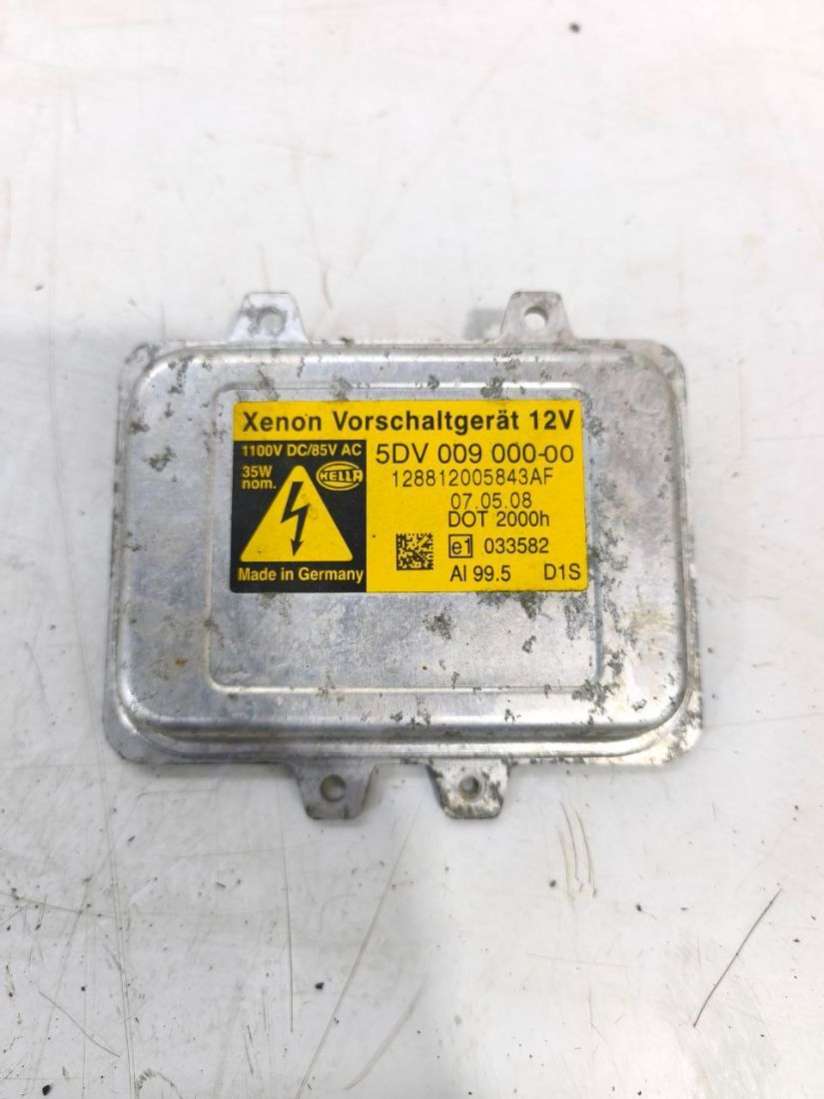 Xenon Vorschaltgerät 12V
1100V DC/85V AC
35W
nom.
HELLA
Made in Germany
5DV 009 000-00
128812005843AF
07.05.08
DOT 2000h
e1 033582
Al 99.5 D1S